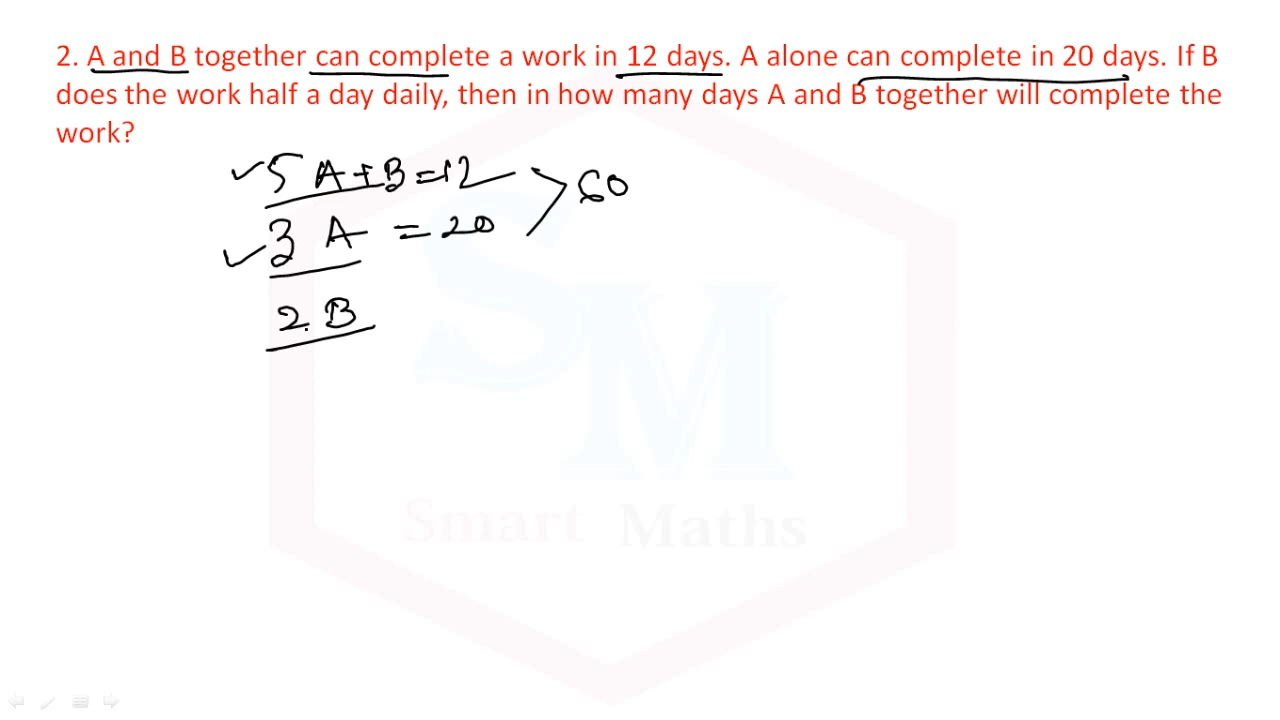 2. A and B together can complete a work in 12 days. A alone can complete in 20 days. If B
does the work half a day daily, then in how many days A and B together will complete the
work?
5 A+B=12
60
3 A = 20
2. B
SM
Smart Maths